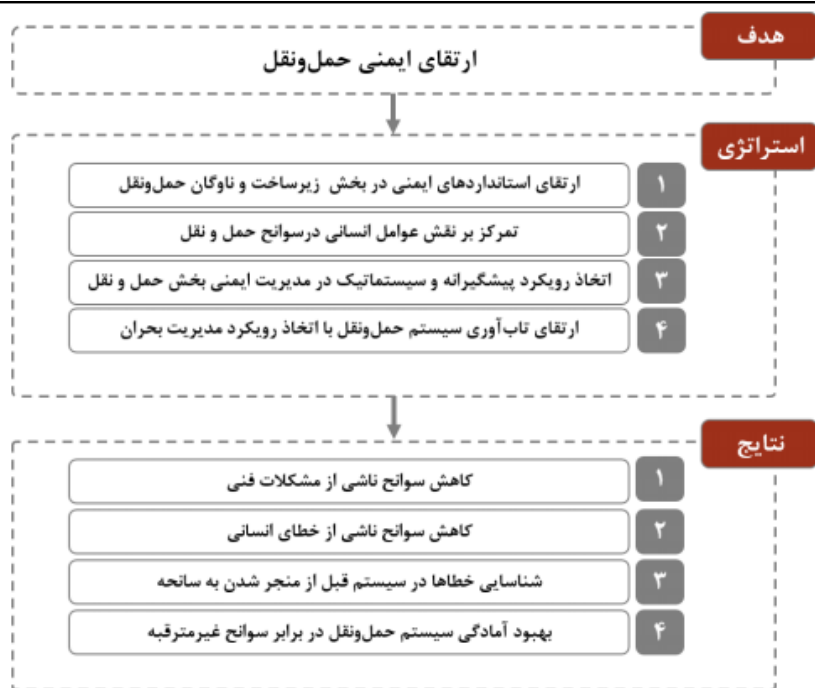 هدف
ارتقای ایمنی حمل‌ونقل
استراتژی
۱ ارتقای استانداردهای ایمنی در بخش زیرساخت و ناوگان حمل‌ونقل
۲ تمرکز بر نقش عوامل انسانی درسوانح حمل و نقل
۳ اتخاذ رویکرد پیشگیرانه و سیستماتیک در مدیریت ایمنی بخش حمل و نقل
۴ ارتقای تاب‌آوری سیستم حمل‌ونقل با اتخاذ رویکرد مدیریت بحران
نتایج
۱ کاهش سوانح ناشی از مشکلات فنی
۲ کاهش سوانح ناشی از خطای انسانی
۳ شناسایی خطاها در سیستم قبل از منجر شدن به سانحه
۴ بهبود آمادگی سیستم حمل‌ونقل در برابر سوانح غیرمترقبه